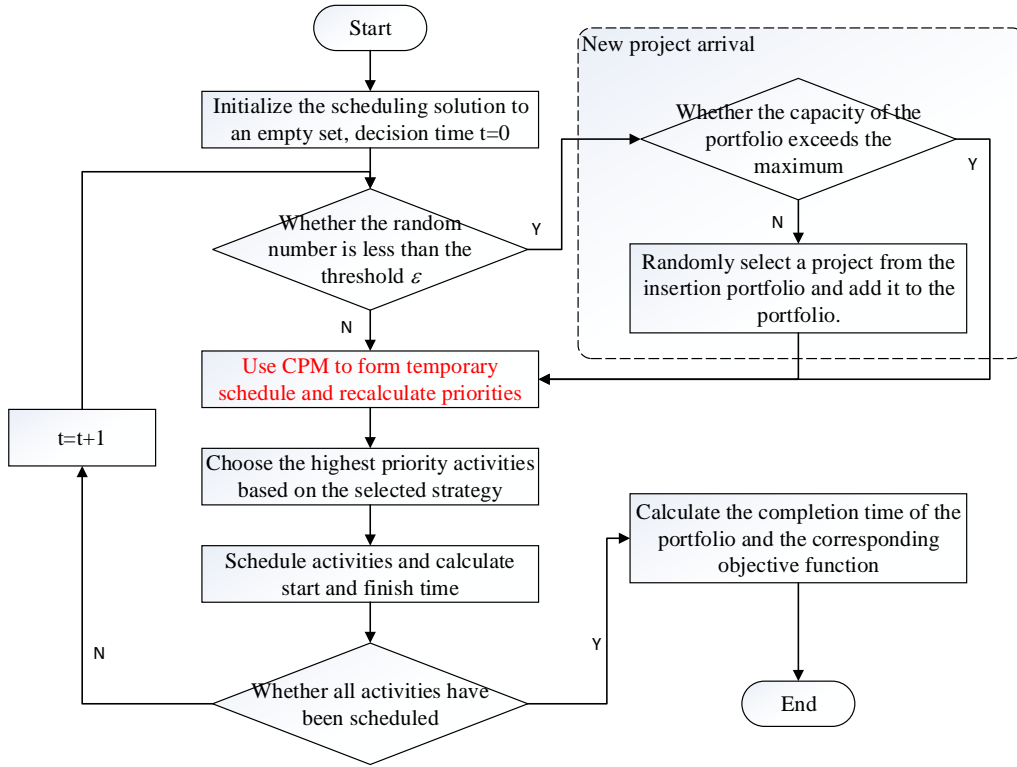 Start
New project arrival
Initialize the scheduling solution to
an empty set, decision time t=0
Whether the capacity of the
portfolio exceeds the
maximum
Y
N
Whether the random
number is less than the
threshold ε
Y
N
Randomly select a project from the
insertion portfolio and add it to the
portfolio.
Use CPM to form temporary
schedule and recalculate priorities
t=t+1
Choose the highest priority activities
based on the selected strategy
Schedule activities and calculate
start and finish time
Calculate the completion time of the
portfolio and the corresponding
objective function
N
Y
Whether all activities have
been scheduled
End